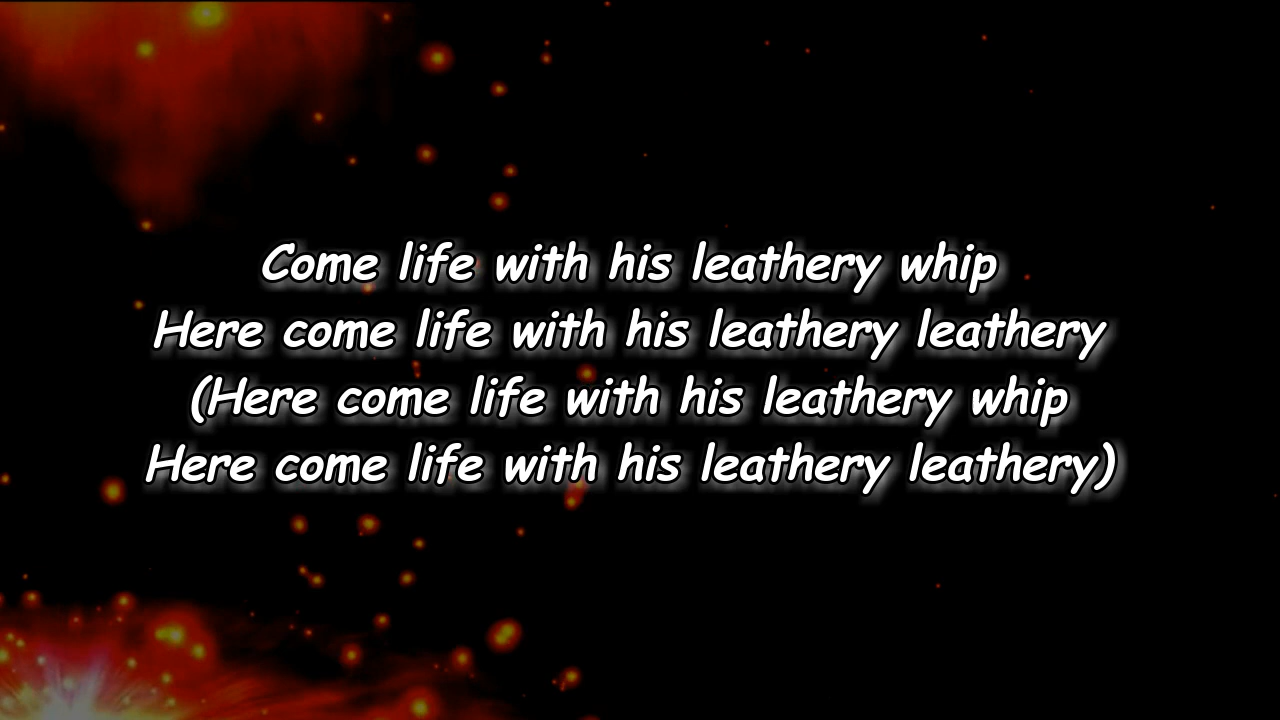 Come life with his leathery whip
Here come life with his leathery leathery
(Here come life with his leathery whip
Here come life with his leathery leathery)